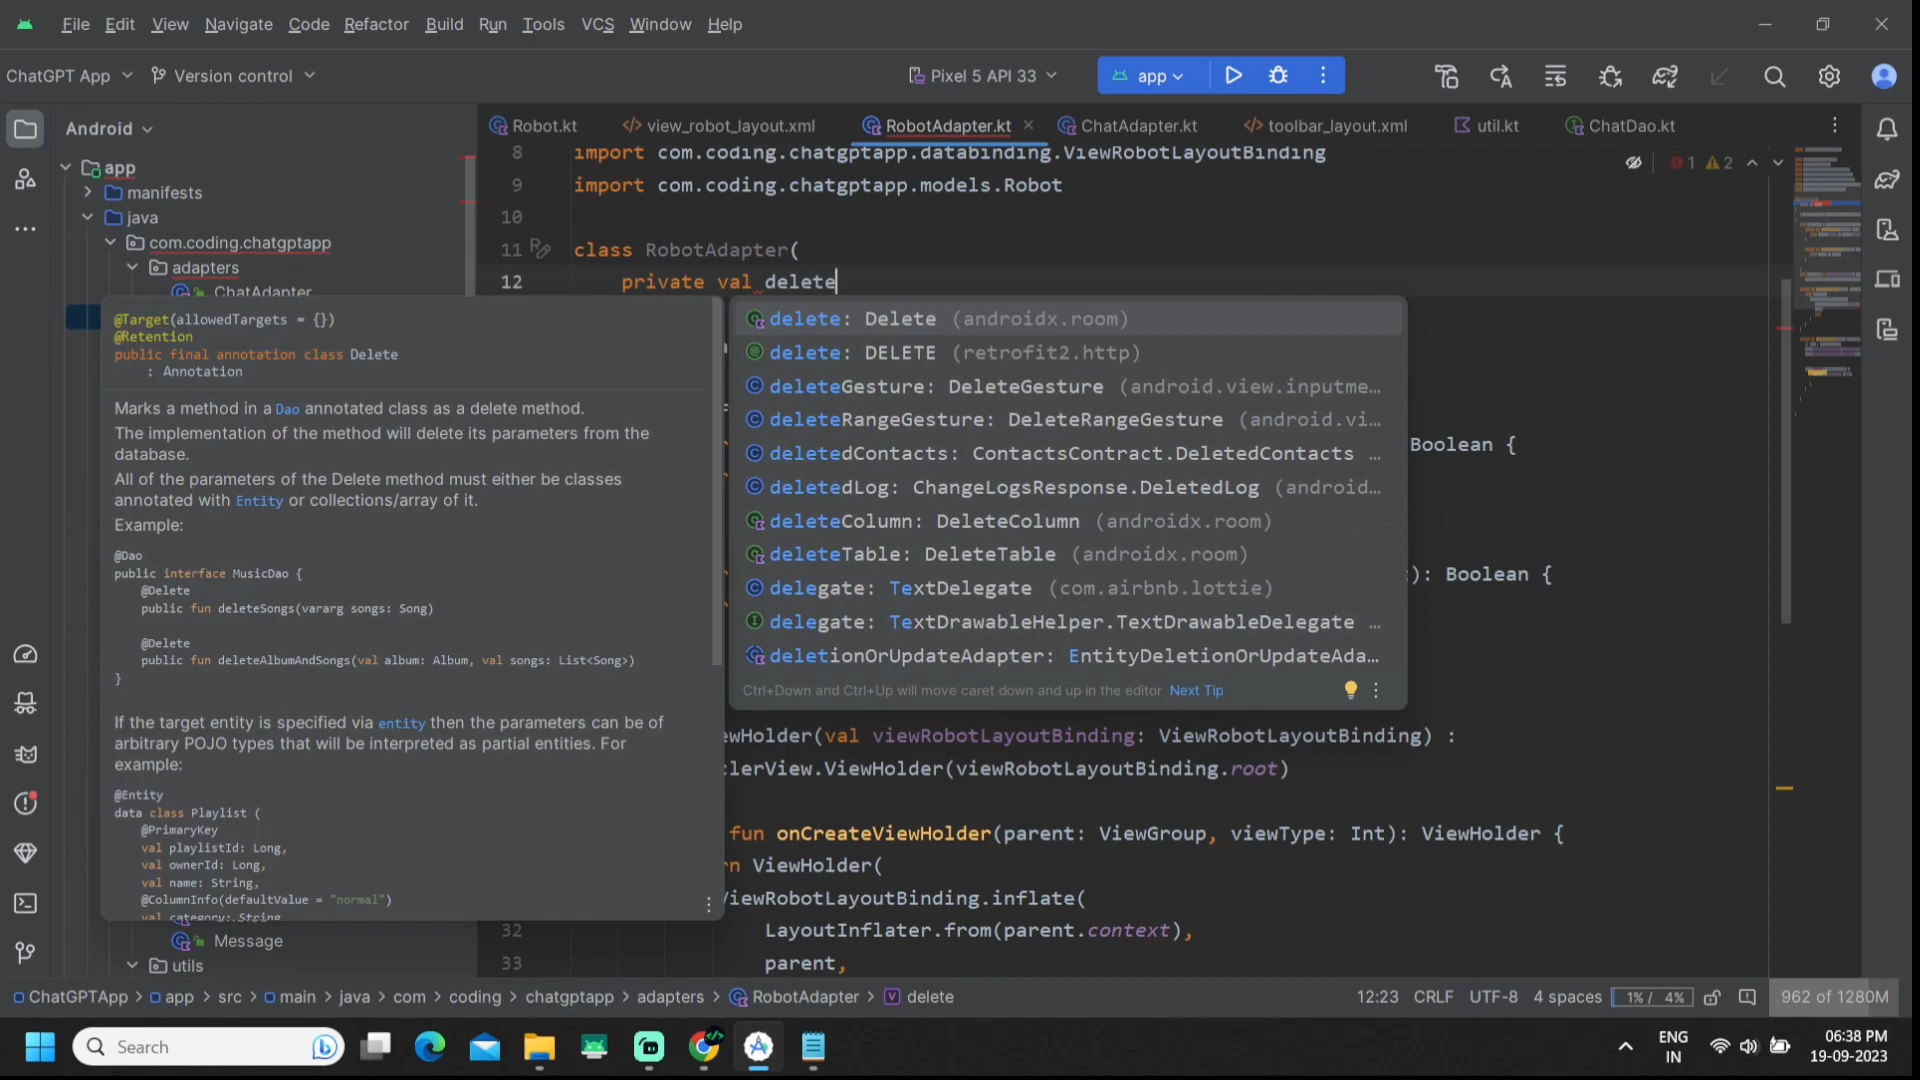 File Edit View Navigate Code Refactor Build Run Tools VCS Window Help
ChatGPT App Version control Pixel 5 API 33 app
Android
Robot.kt view_robot_layout.xml RobotAdapter.kt ChatAdapter.kt toolbar_layout.xml util.kt ChatDao.kt
app
manifests
java
com.coding.chatgptapp
adapters
ChatAdapter
8 import com.coding.chatgptapp.databinding.ViewRobotLayoutBinding
1 2
9 import com.coding.chatgptapp.models.Robot
10
11 class RobotAdapter(
12 private val delete
@Target(allowedTargets = {})
@Retention
public final annotation class Delete
: Annotation
Marks a method in a Dao annotated class as a delete method.
The implementation of the method will delete its parameters from the
database.
All of the parameters of the Delete method must either be classes
annotated with Entity or collections/array of it.
Example:
@Dao
public interface MusicDao {
@Delete
public fun deleteSongs(vararg songs: Song)
@Delete
public fun deleteAlbumAndSongs(val album: Album, val songs: List<Song>)
}
If the target entity is specified via entity then the parameters can be of
arbitrary POJO types that will be interpreted as partial entities. For
example:
@Entity
data class Playlist (
@PrimaryKey
val playlistId: Long,
val ownerId: Long,
val name: String,
@ColumnInfo(defaultValue = "normal")
val category: String
delete: Delete (androidx.room)
delete: DELETE (retrofit2.http)
deleteGesture: DeleteGesture (android.view.inputme...
deleteRangeGesture: DeleteRangeGesture (android.vi...
deletedContacts: ContactsContract.DeletedContacts ...
deletedLog: ChangeLogsResponse.DeletedLog (android...
deleteColumn: DeleteColumn (androidx.room)
deleteTable: DeleteTable (androidx.room)
delegate: TextDelegate (com.airbnb.lottie)
delegate: TextDrawableHelper.TextDrawableDelegate ...
deletionOrUpdateAdapter: EntityDeletionOrUpdateAda...
Ctrl+Down and Ctrl+Up will move caret down and up in the editor Next Tip
Boolean {
): Boolean {
ewHolder(val viewRobotLayoutBinding: ViewRobotLayoutBinding) :
clerView.ViewHolder(viewRobotLayoutBinding.root)
fun onCreateViewHolder(parent: ViewGroup, viewType: Int): ViewHolder {
rn ViewHolder(
ViewRobotLayoutBinding.inflate(
32 LayoutInflater.from(parent.context),
33 parent,
Message
utils
ChatGPTApp > app > src > main > java > com > coding > chatgptapp > adapters > RobotAdapter > delete
12:23 CRLF UTF-8 4 spaces 1% / 4% 962 of 1280M
Search
ENG
IN
06:38 PM
19-09-2023